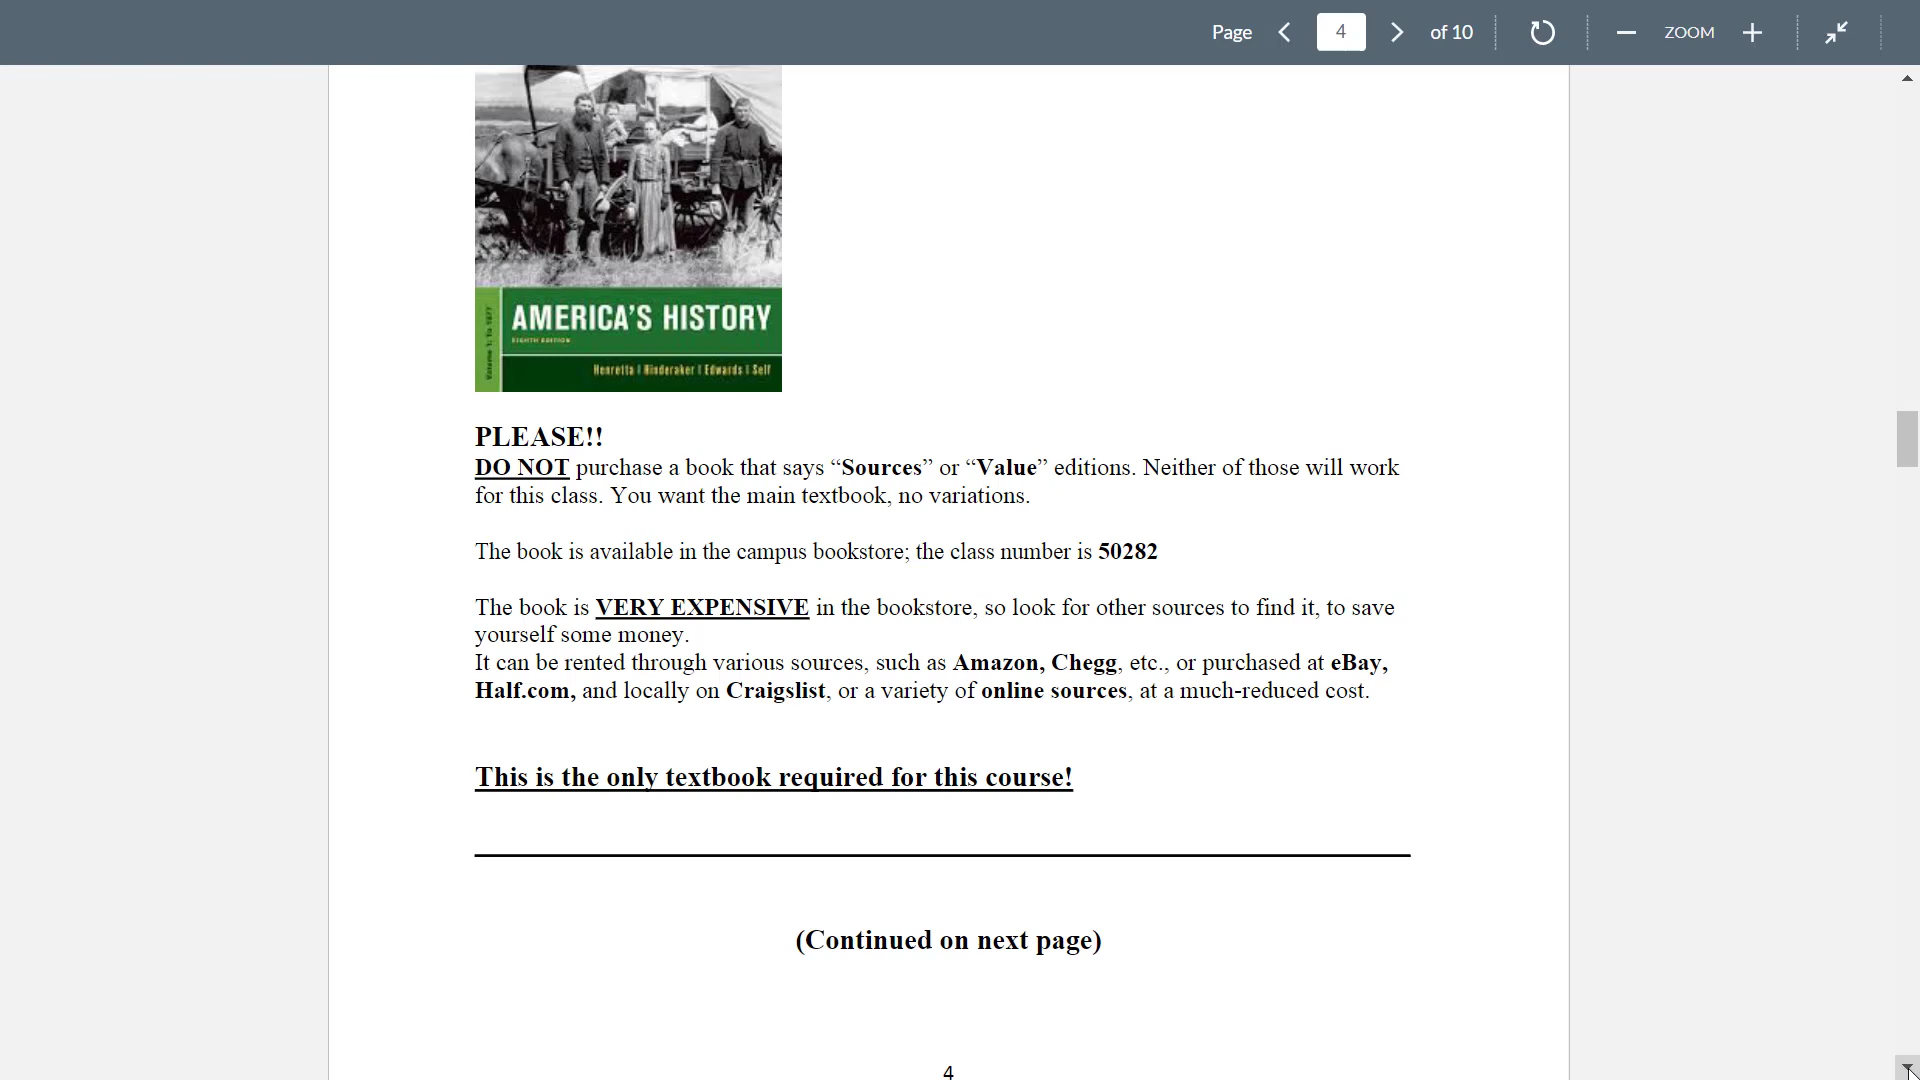 Page 4 of 10 ZOOM
AMERICA'S HISTORY
EIGHTH EDITION
Volume 1: To 1877
Henretta | Hinderaker | Edwards | Self
PLEASE!!
DO NOT purchase a book that says “Sources” or “Value” editions. Neither of those will work
for this class. You want the main textbook, no variations.
The book is available in the campus bookstore; the class number is 50282
The book is VERY EXPENSIVE in the bookstore, so look for other sources to find it, to save
yourself some money.
It can be rented through various sources, such as Amazon, Chegg, etc., or purchased at eBay,
Half.com, and locally on Craigslist, or a variety of online sources, at a much-reduced cost.
This is the only textbook required for this course!
(Continued on next page)
4